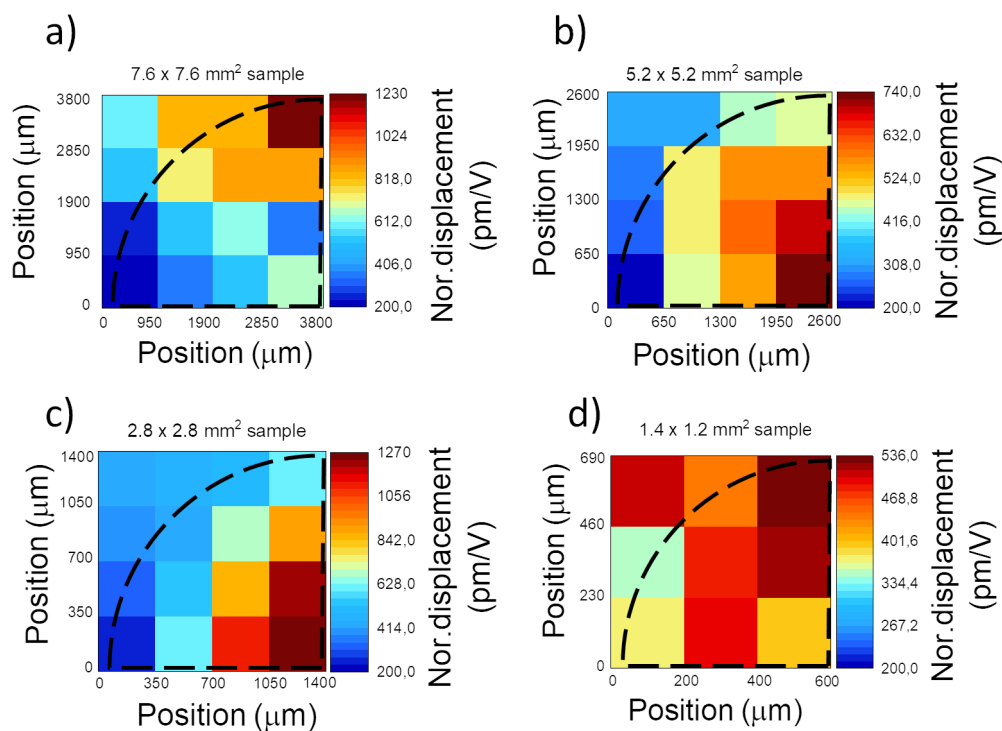 a)
7.6 x 7.6 mm² sample
3800
2850
1900
950
0
0 950 1900 2850 3800
Position (μm)
Position (μm)
1230
1024
818,0
612,0
406,0
200,0
Nor.displacement
(pm/V)
b)
5.2 x 5.2 mm² sample
2600
1950
1300
650
0
0 650 1300 1950 2600
Position (μm)
Position (μm)
740,0
632,0
524,0
416,0
308,0
200,0
Nor.displacement
(pm/V)
c)
2.8 x 2.8 mm² sample
1400
1050
700
350
0
0 350 700 1050 1400
Position (μm)
Position (μm)
1270
1056
842,0
628,0
414,0
200,0
Nor.displacement
(pm/V)
d)
1.4 x 1.2 mm² sample
690
460
230
0
0 200 400 600
Position (μm)
Position (μm)
536,0
468,8
401,6
334,4
267,2
200,0
Nor.displacement
(pm/V)